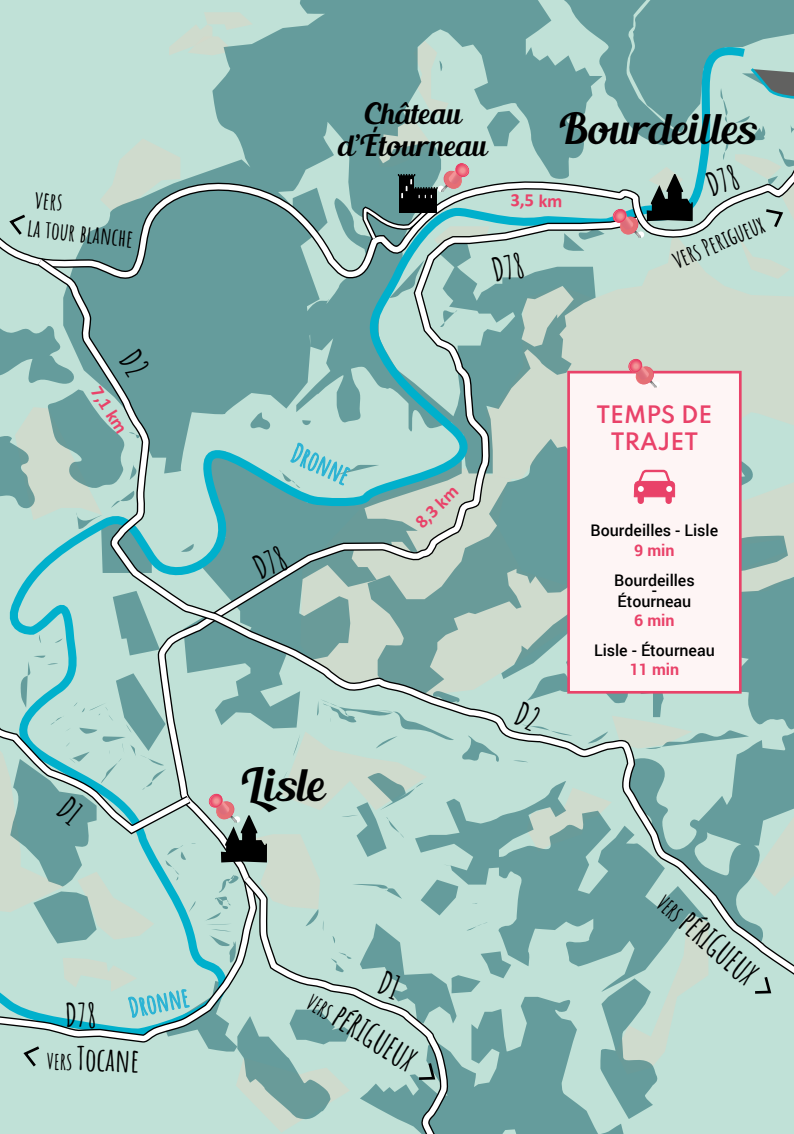 Château
d'Étourneau
Bourdeilles
D78
VERS
LA TOUR BLANCHE
3,5 km
VERS PERIGUEUX
D78
D2
7,1 km
TEMPS DE
TRAJET
Bourdeilles - Lisle
9 min
Bourdeilles
-
Étourneau
6 min
Lisle - Étourneau
11 min
DRONNE
8,3 km
D78
D2
Lisle
D1
VERS PÉRIGUEUX
D1
VERS PÉRIGUEUX
DRONNE
D78
VERS TOCANE